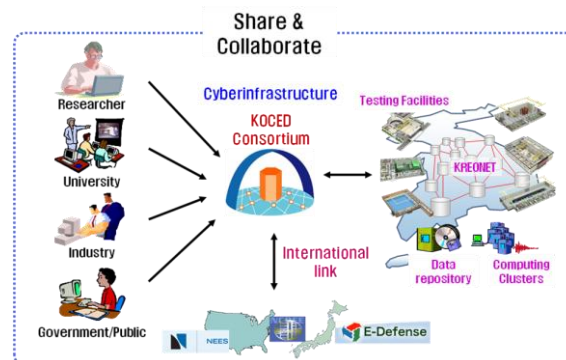 Share &
Collaborate
Researcher
University
Industry
Government/Public
Cyberinfrastructure
KOCED
Consortium
International
link
NEES
E-Defense
Testing Facilities
KREONET
Data
repository
Computing
Clusters